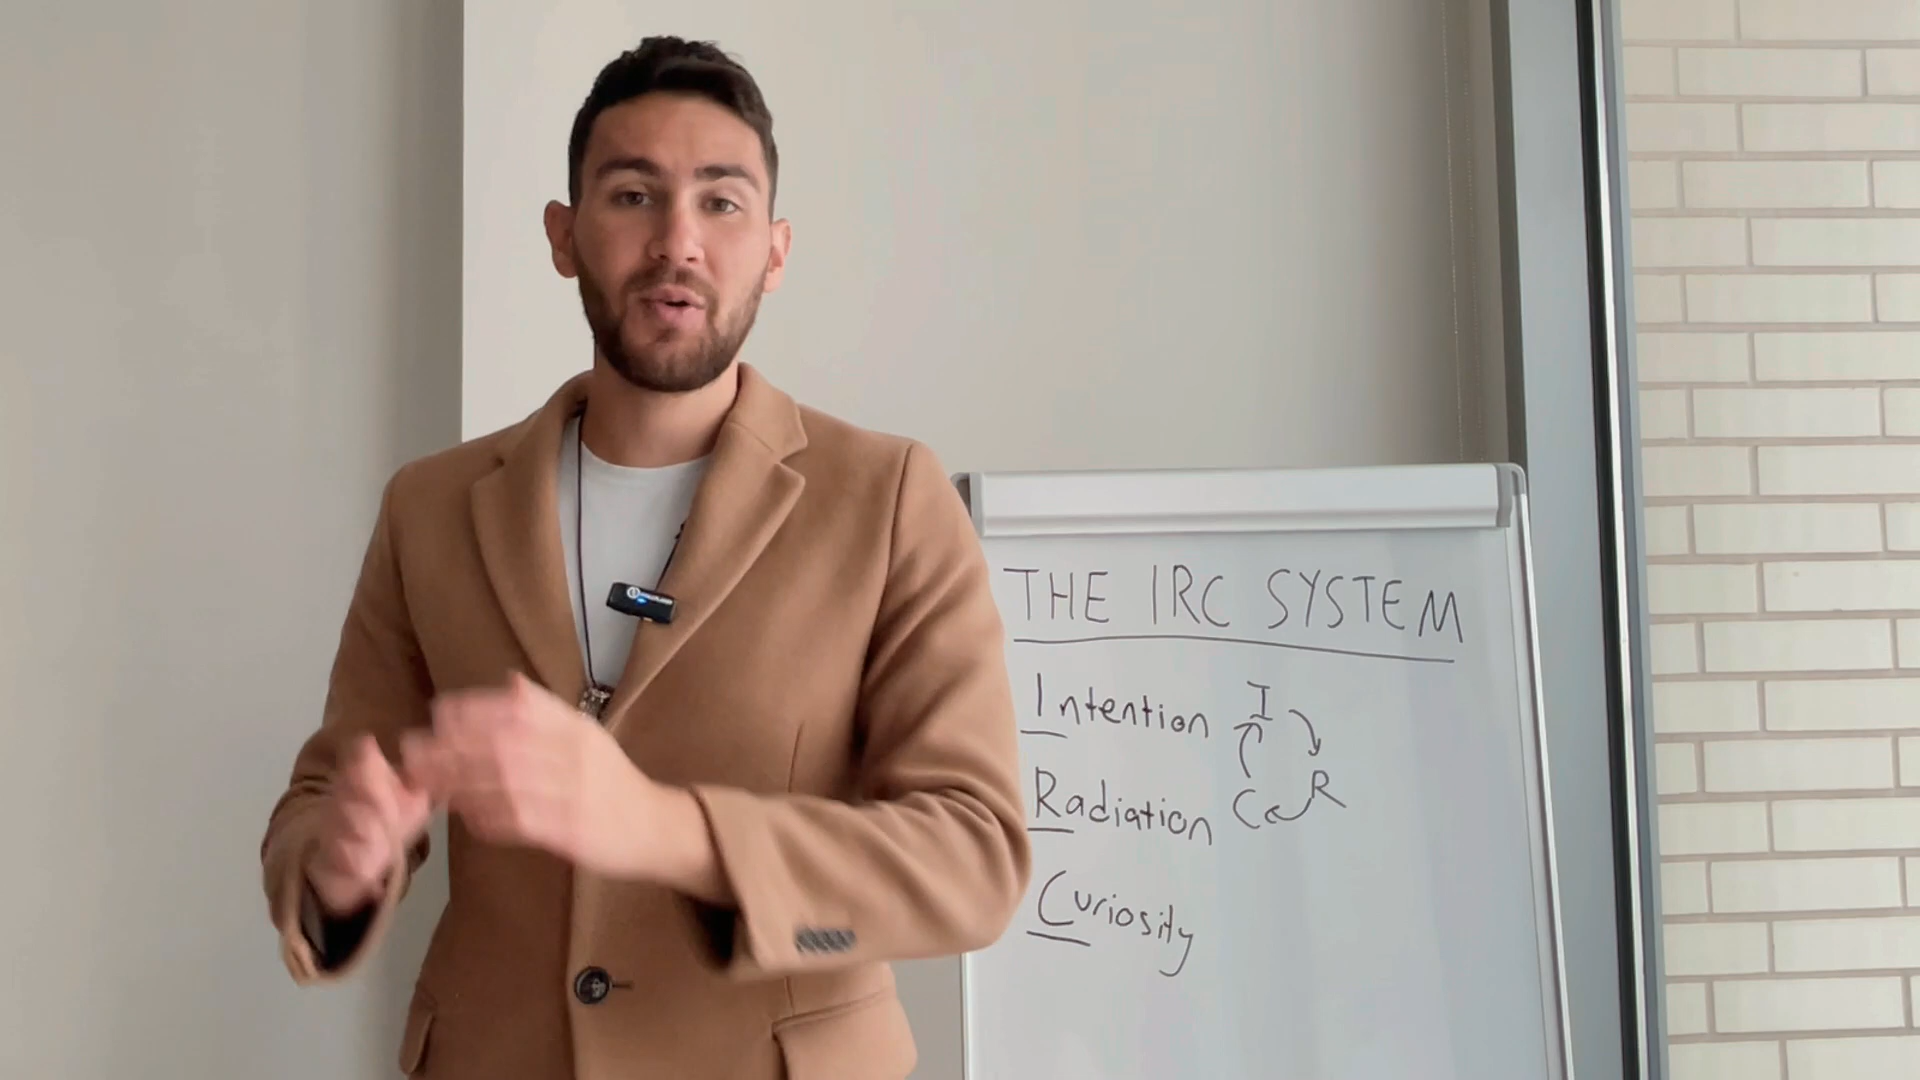 THE IRC SYSTEM
Intention
I
Radiation
C R
Curiosity